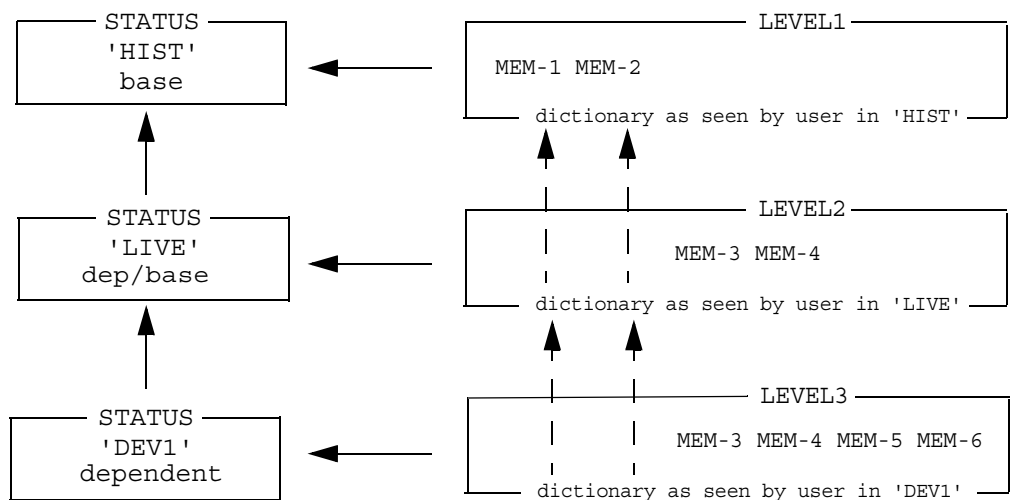 STATUS
'HIST'
base
LEVEL1
MEM-1 MEM-2
dictionary as seen by user in 'HIST'
STATUS
'LIVE'
dep/base
LEVEL2
MEM-3 MEM-4
dictionary as seen by user in 'LIVE'
STATUS
'DEV1'
dependent
LEVEL3
MEM-3 MEM-4 MEM-5 MEM-6
dictionary as seen by user in 'DEV1'